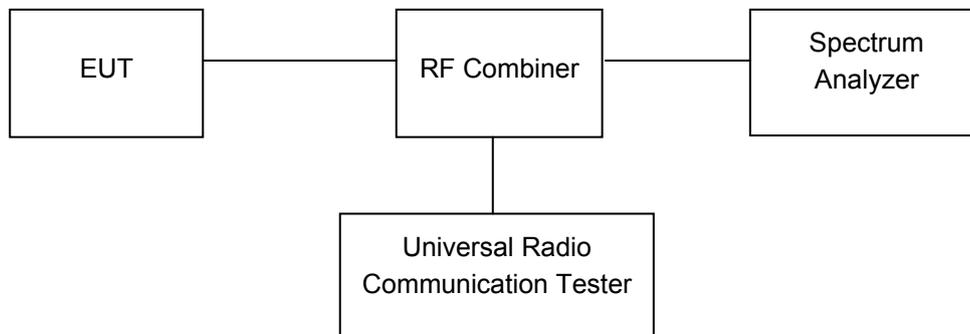 EUT
RF Combiner
Spectrum
Analyzer
Universal Radio
Communication Tester